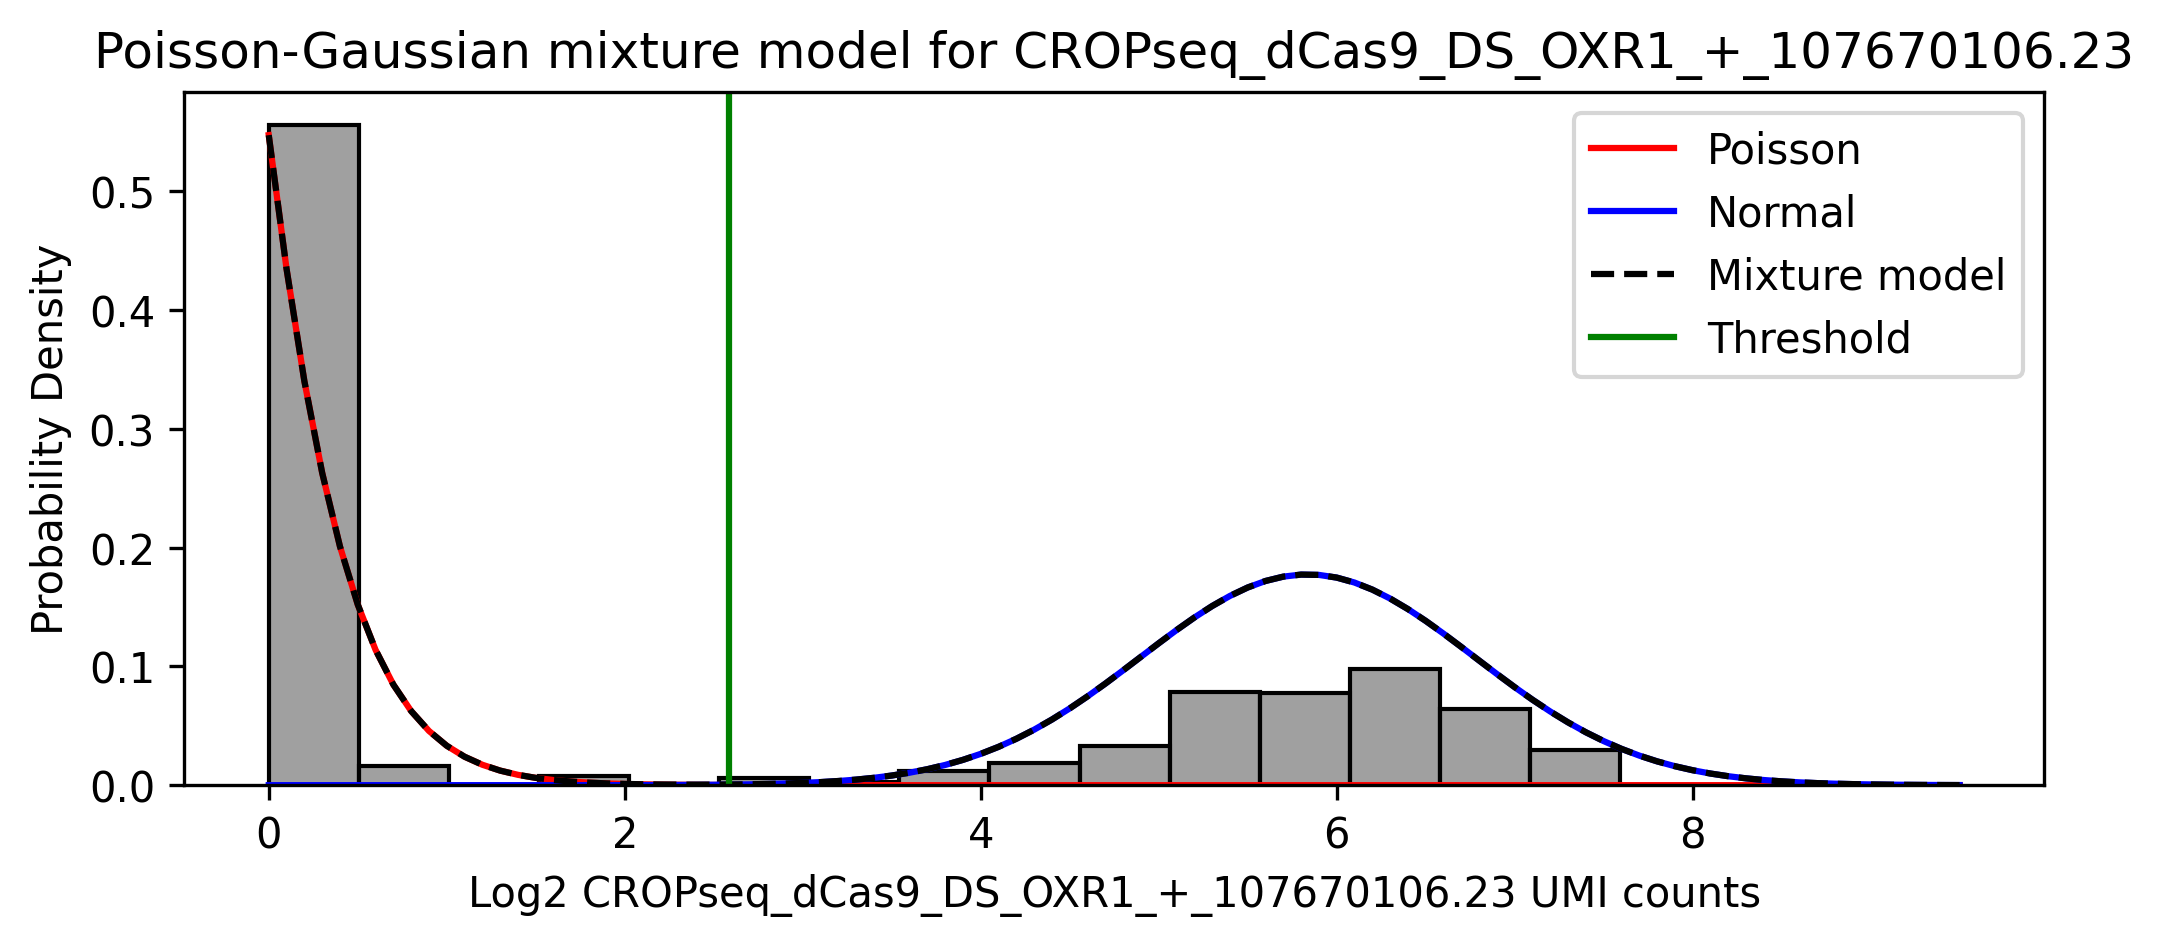 Poisson-Gaussian mixture model for CROPseq_dCas9_DS_OXR1_+_107670106.23
Probability Density
0.5
0.4
0.3
0.2
0.1
0.0
Poisson
Normal
Mixture model
Threshold
0 2 4 6 8
Log2 CROPseq_dCas9_DS_OXR1_+_107670106.23 UMI counts